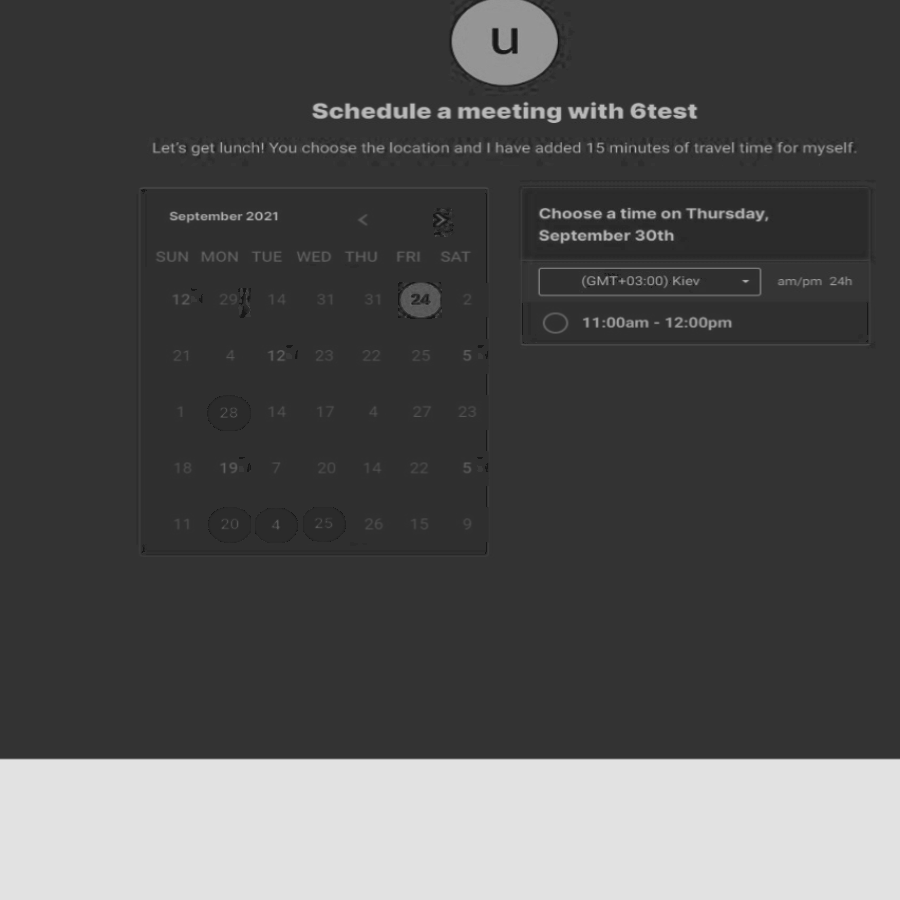 u
Schedule a meeting with 6test
Let's get lunch! You choose the location and I have added 15 minutes of travel time for myself.
September 2021 < >
SUN MON TUE WED THU FRI SAT
12 29 14 31 31 24 2
21 4 12 23 22 25 5
1 28 14 17 4 27 23
18 19 7 20 14 22 5
11 20 4 25 26 15 9
Choose a time on Thursday,
September 30th
(GMT+03:00) Kiev am/pm 24h
11:00am - 12:00pm